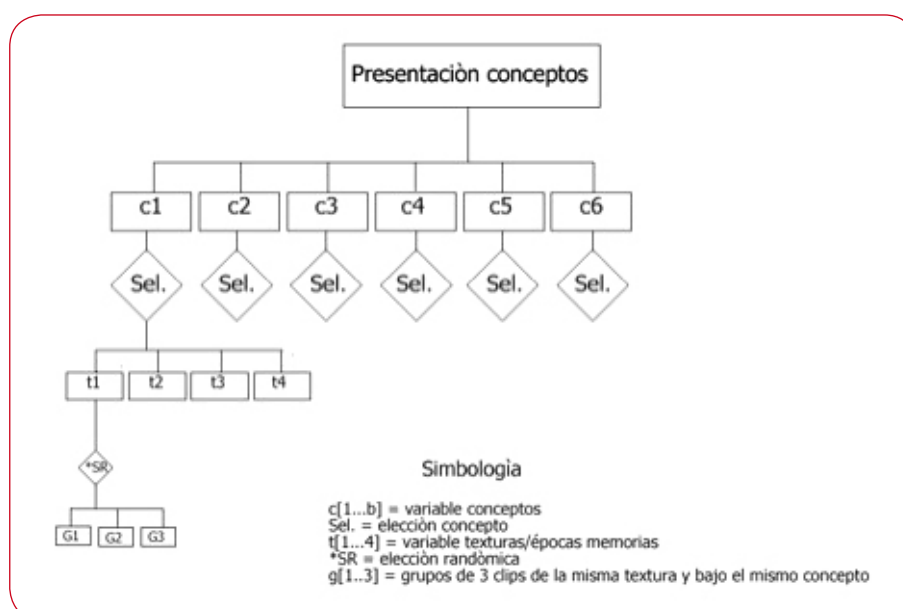 Presentaciòn conceptos
c1 c2 c3 c4 c5 c6
Sel. Sel. Sel. Sel. Sel. Sel.
t1 t2 t3 t4
*SR
G1 G2 G3
Simbologìa
c[1...b] = variable conceptos
Sel. = elecciòn concepto
t[1...4] = variable texturas/épocas memorias
*SR = elecciòn randòmica
g[1..3] = grupos de 3 clips de la misma textura y bajo el mismo concepto